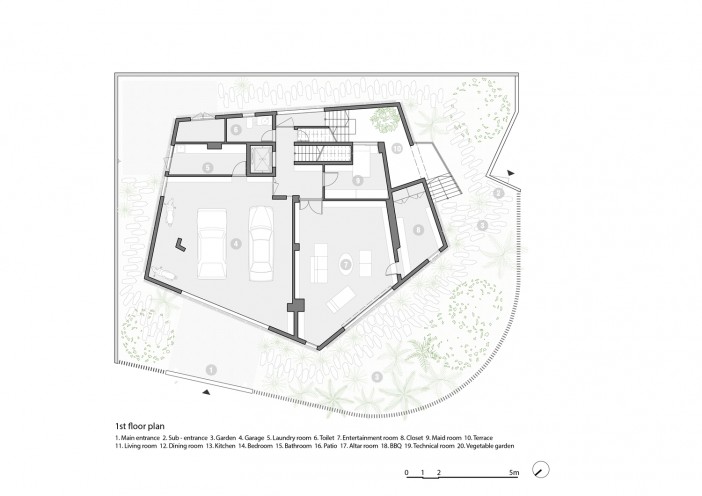 6
10
5
9
2
3
8
4
7
3
1
1st floor plan
1. Main entrance 2. Sub - entrance 3. Garden 4. Garage 5. Laundry room 6. Toilet 7. Entertainment room 8. Closet 9. Maid room 10. Terrace
11. Living room 12. Dining room 13. Kitchen 14. Bedroom 15. Bathroom 16. Patio 17. Altar room 18. BBQ 19. Technical room 20. Vegetable garden
0 1 2 5m